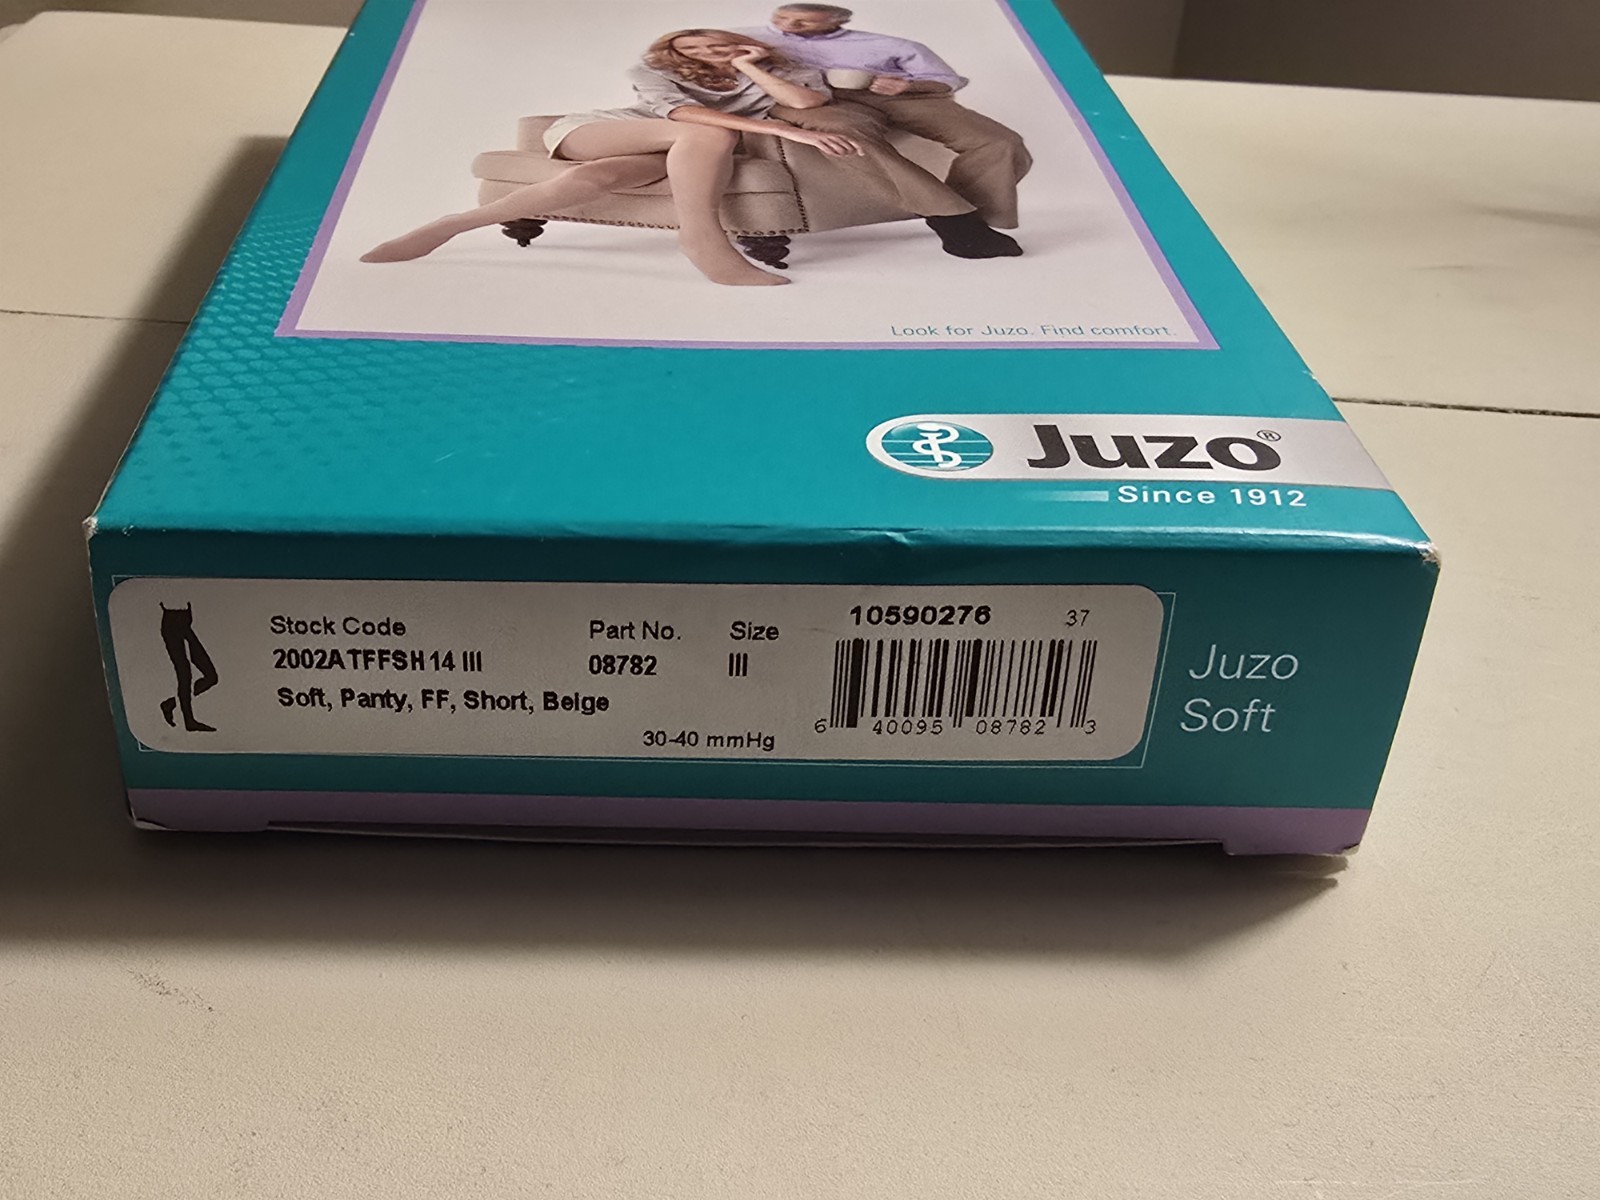 Look for Juzo. Find comfort.
Juzo®
Since 1912
Stock Code Part No. Size
2002ATFFSH14 III 08782 III
Soft, Panty, FF, Short, Beige
30-40 mmHg
10590276 37
6 40095 08782 3
Juzo
Soft